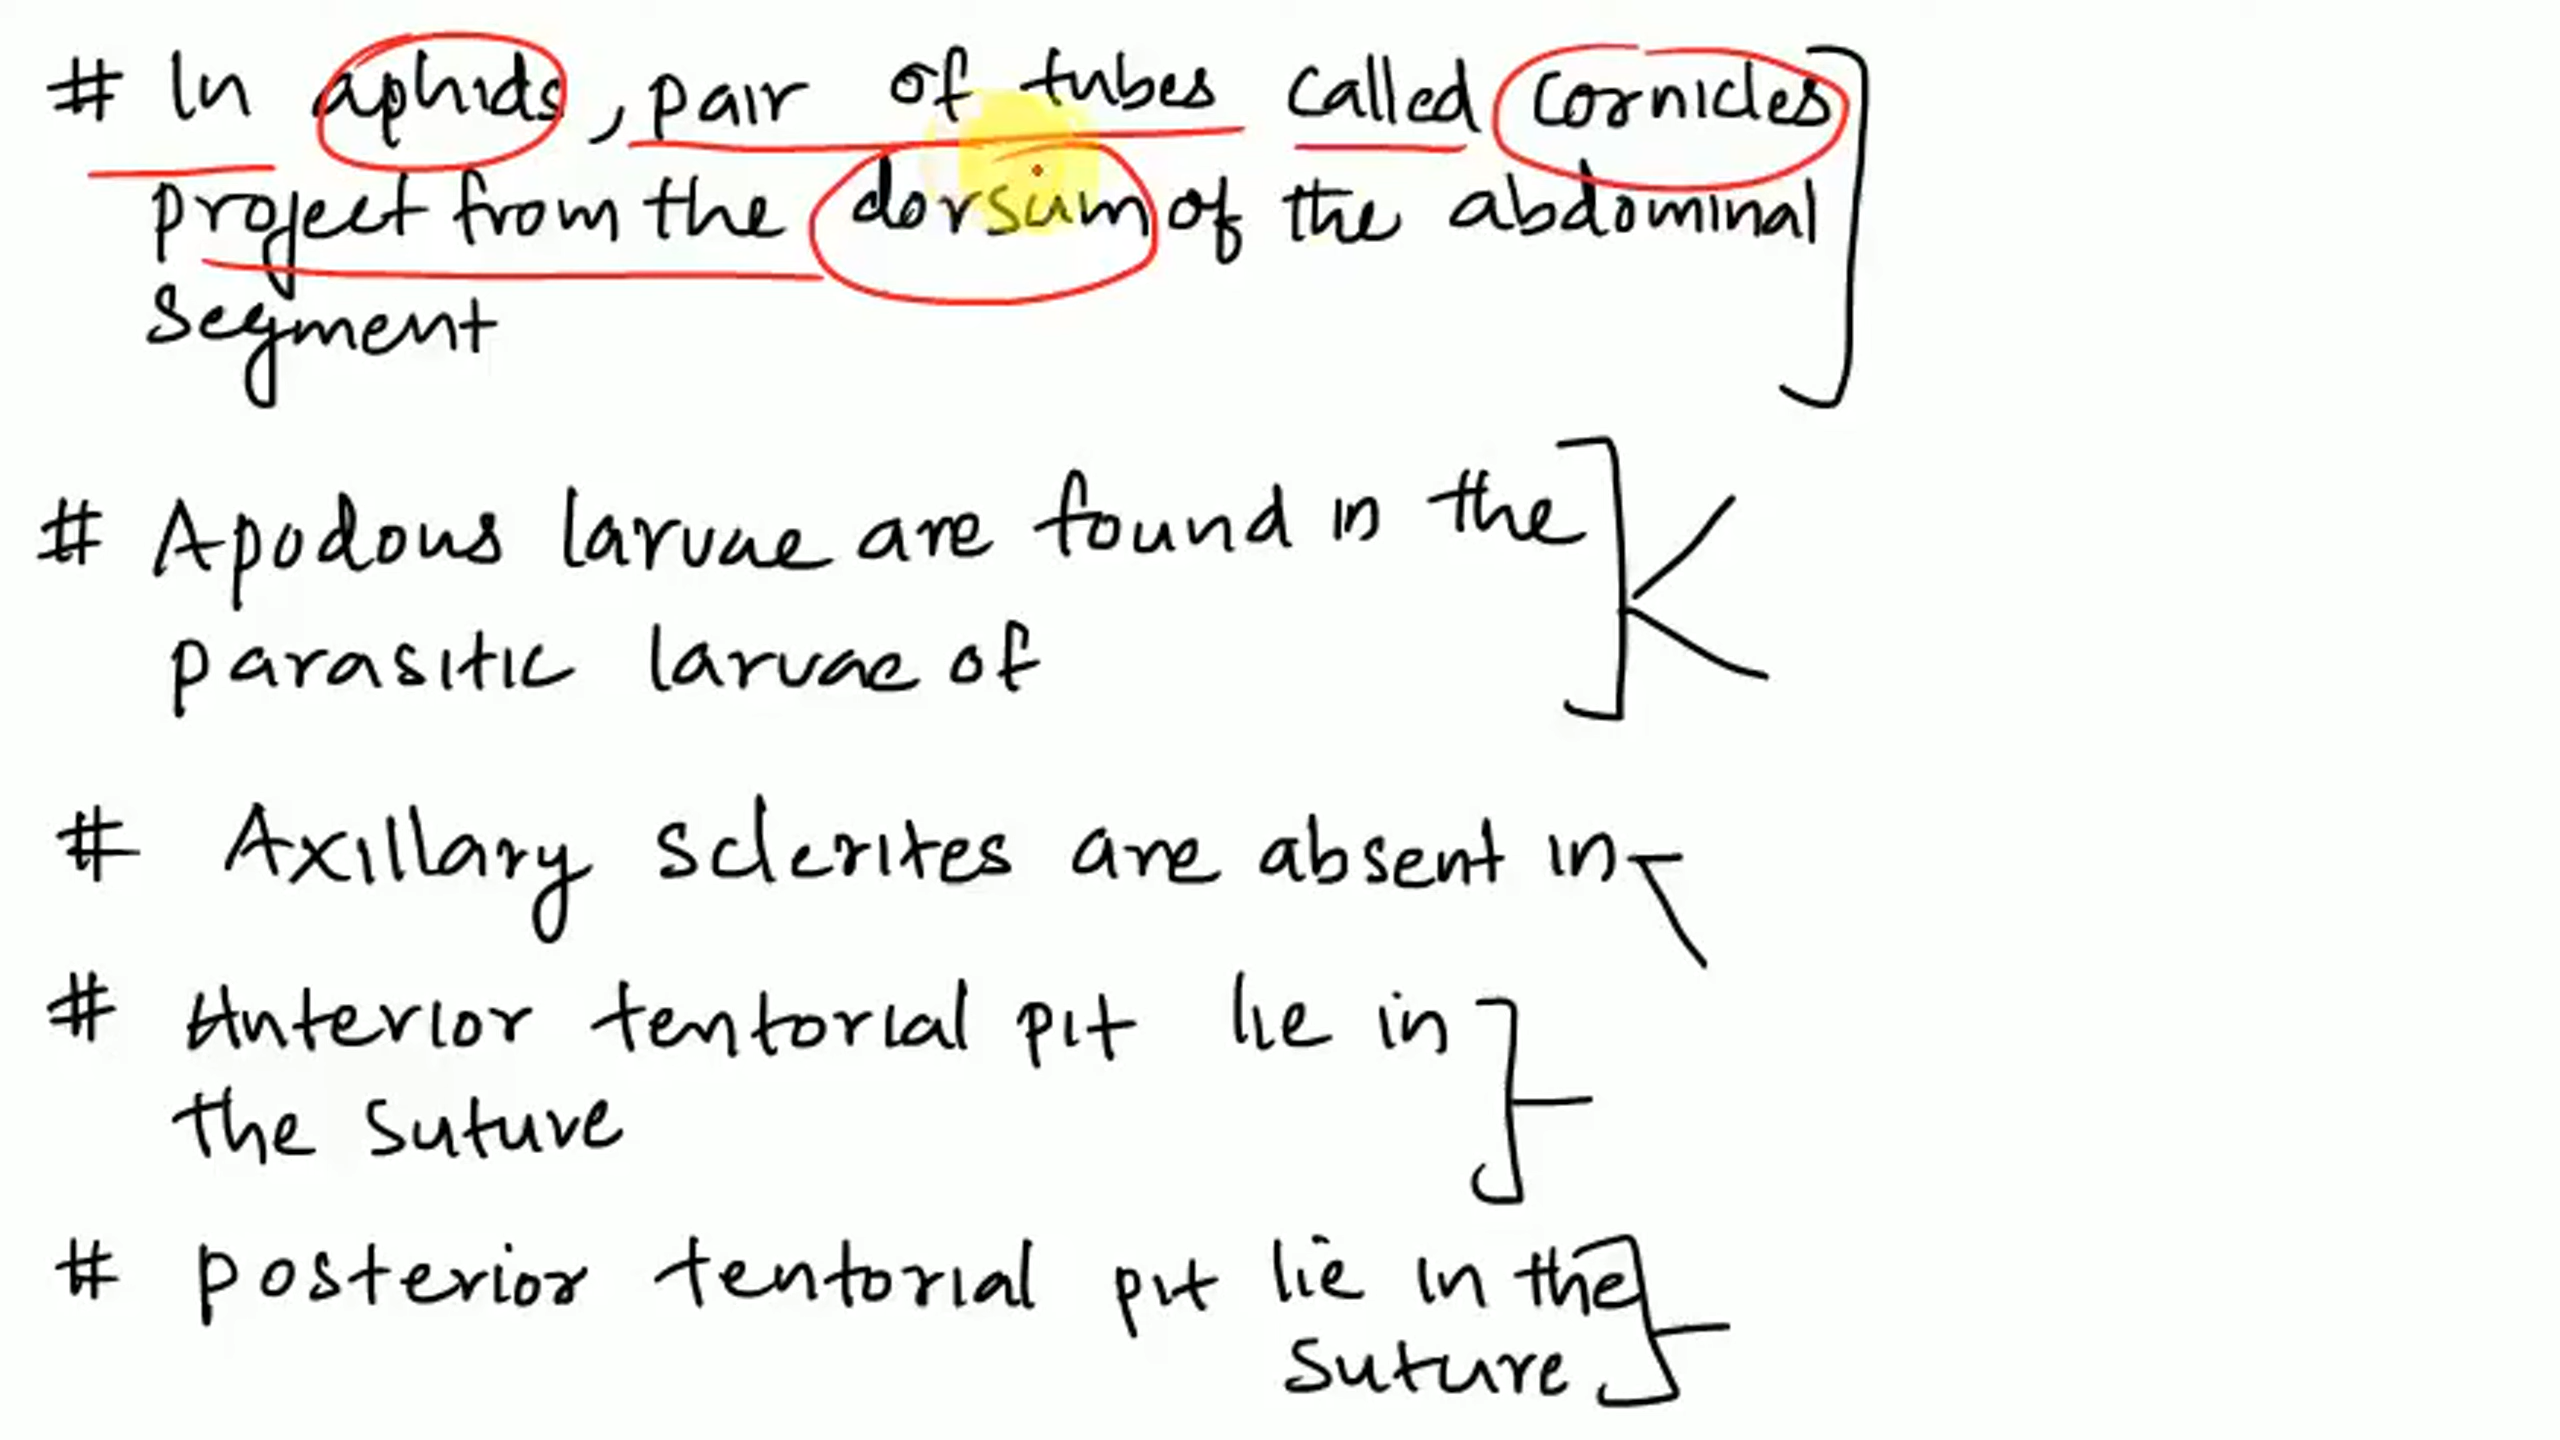 # In aphids, pair of tubes called cornicles
project from the dorsum of the abdominal
segment
# Apodous larvae are found in the
parasitic larvae of
# Axillary sclerites are absent in
# Anterior tentorial pit lie in
the suture
# posterior tentorial pit lie in the
suture